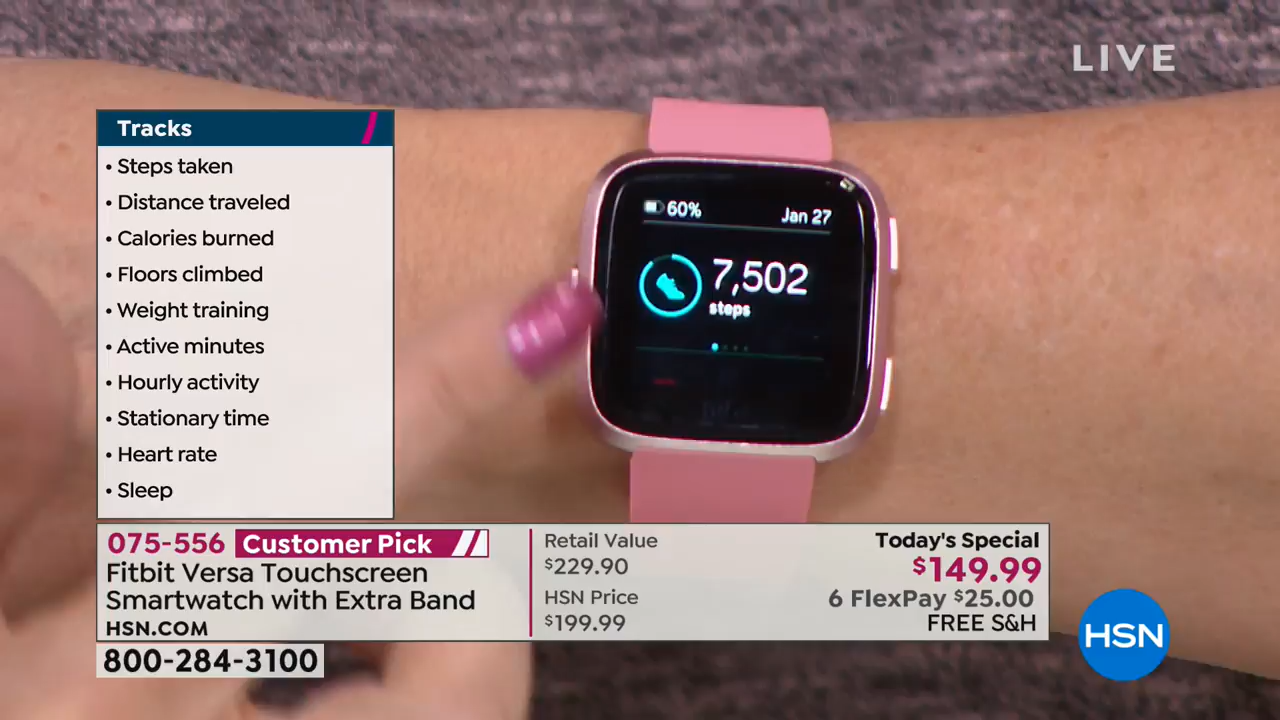 LIVE
Tracks
• Steps taken
• Distance traveled
• Calories burned
• Floors climbed
• Weight training
• Active minutes
• Hourly activity
• Stationary time
• Heart rate
• Sleep
60% Jan 27
7,502
steps
075-556 Customer Pick
Fitbit Versa Touchscreen
Smartwatch with Extra Band
HSN.COM
800-284-3100
Retail Value
$229.90
HSN Price
$199.99
Today's Special
$149.99
6 FlexPay $25.00
FREE S&H
HSN